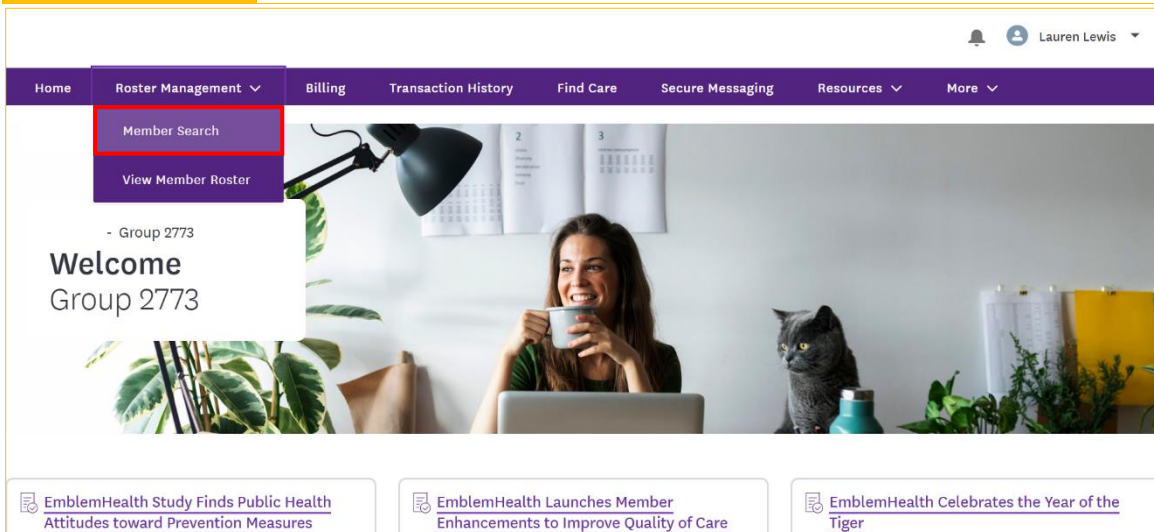 Lauren Lewis
Home Roster Management Billing Transaction History Find Care Secure Messaging Resources More
Member Search
View Member Roster
- Group 2773
Welcome
Group 2773
2
3
EmblemHealth Study Finds Public Health
Attitudes toward Prevention Measures
EmblemHealth Launches Member
Enhancements to Improve Quality of Care
EmblemHealth Celebrates the Year of the
Tiger